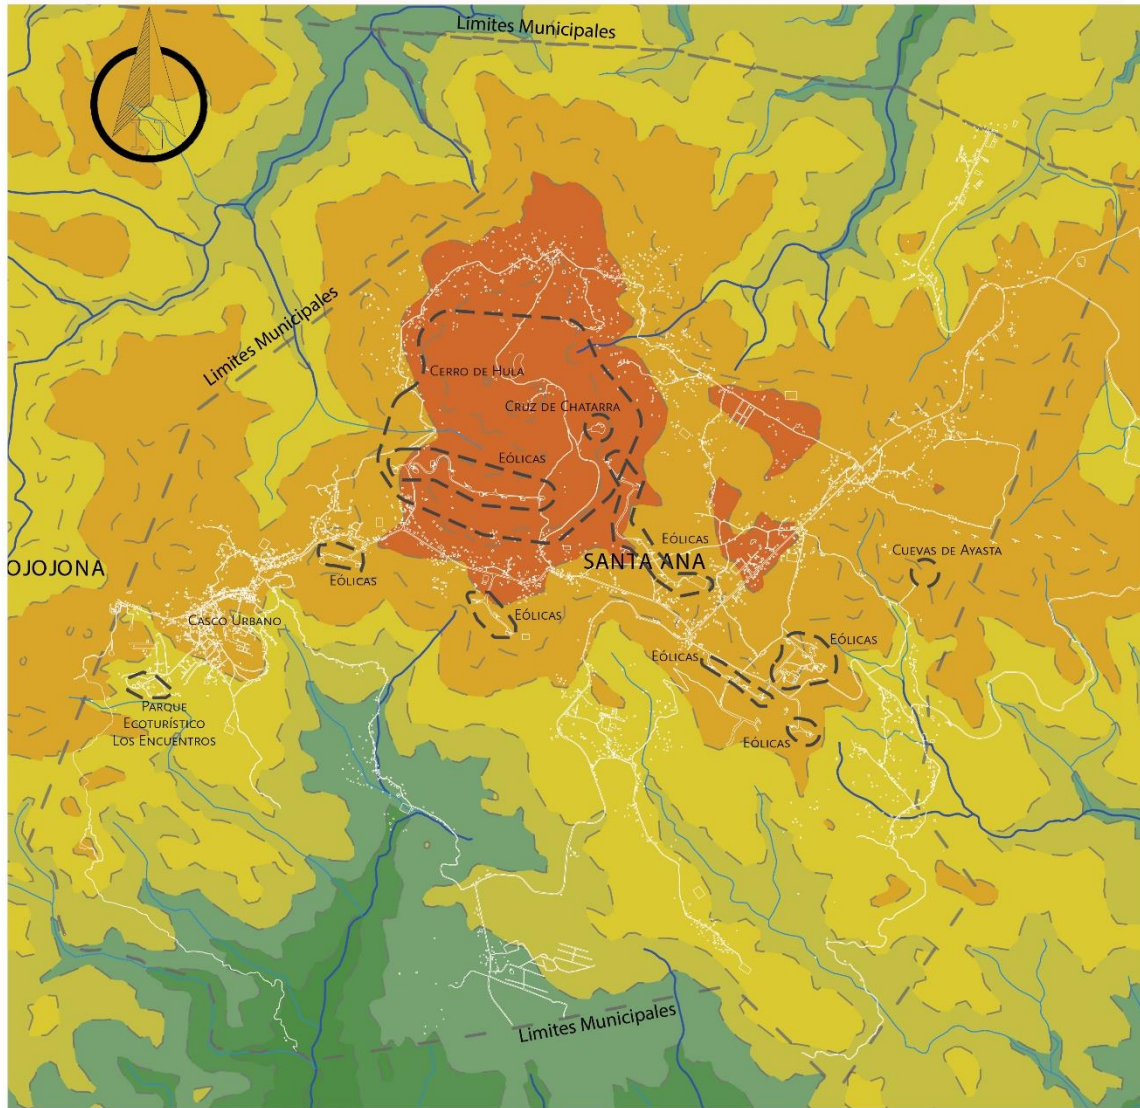 Limites Municipales
Limites Municipales
Cerro de Hula
Cruz de Chatarra
Eólicas
Eólicas
Cuevas de Ayasta
SANTA ANA
OJOJONA
Eólicas
Eólicas
Casco Urbano
Eólicas
Eólicas
Parque
Ecoturístico
Los Encuentros
Eólicas
Limites Municipales